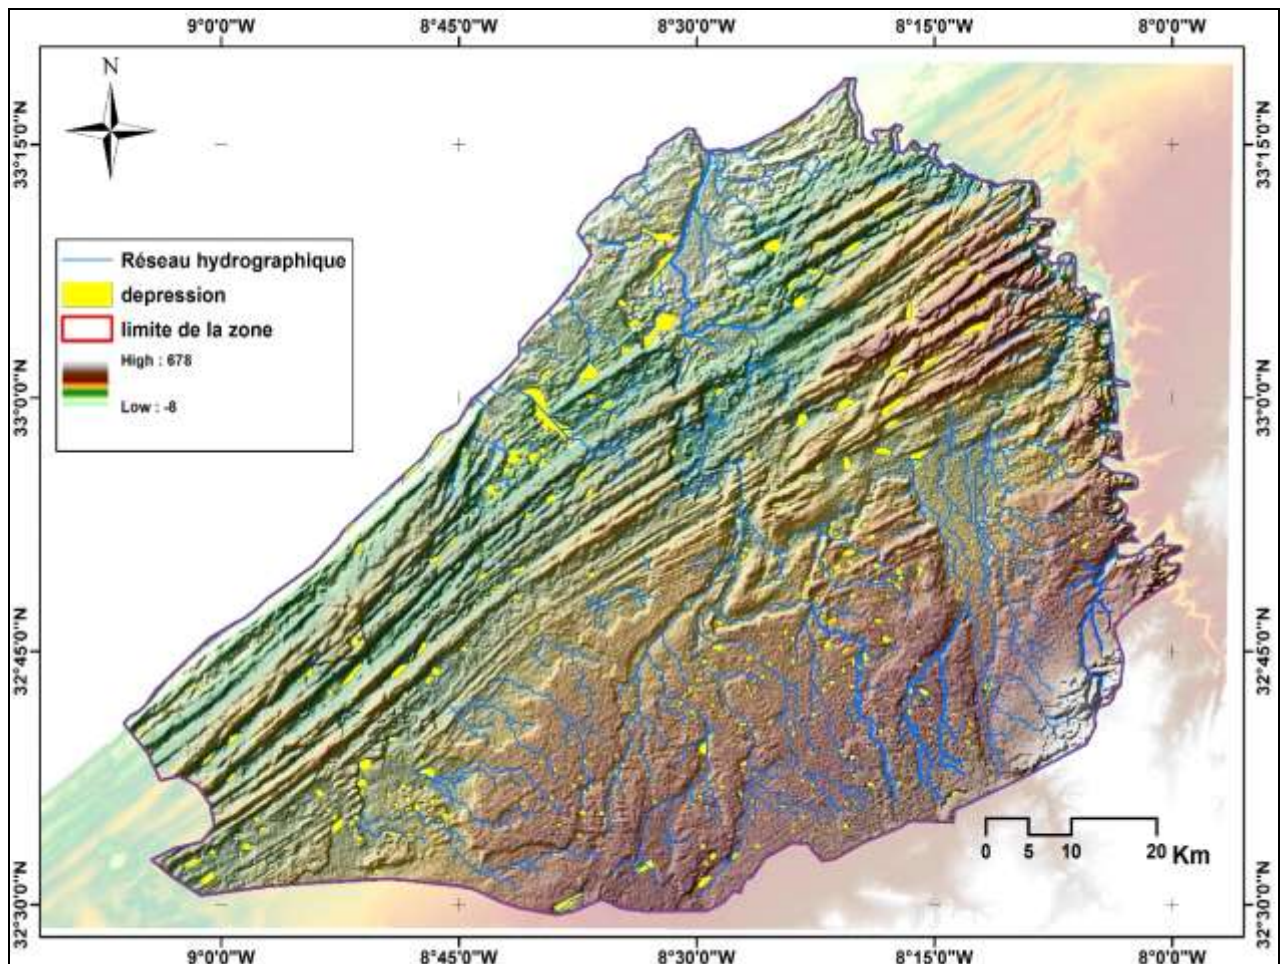 9°0'0"W 8°45'0"W 8°30'0"W 8°15'0"W 8°0'0"W
N
33°15'0"N 33°15'0"N
Réseau hydrographique
depression
limite de la zone
High : 678
Low : -8
33°0'0"N 33°0'0"N
32°45'0"N 32°45'0"N
0 5 10 20 Km
32°30'0"N 32°30'0"N
9°0'0"W 8°45'0"W 8°30'0"W 8°15'0"W 8°0'0"W